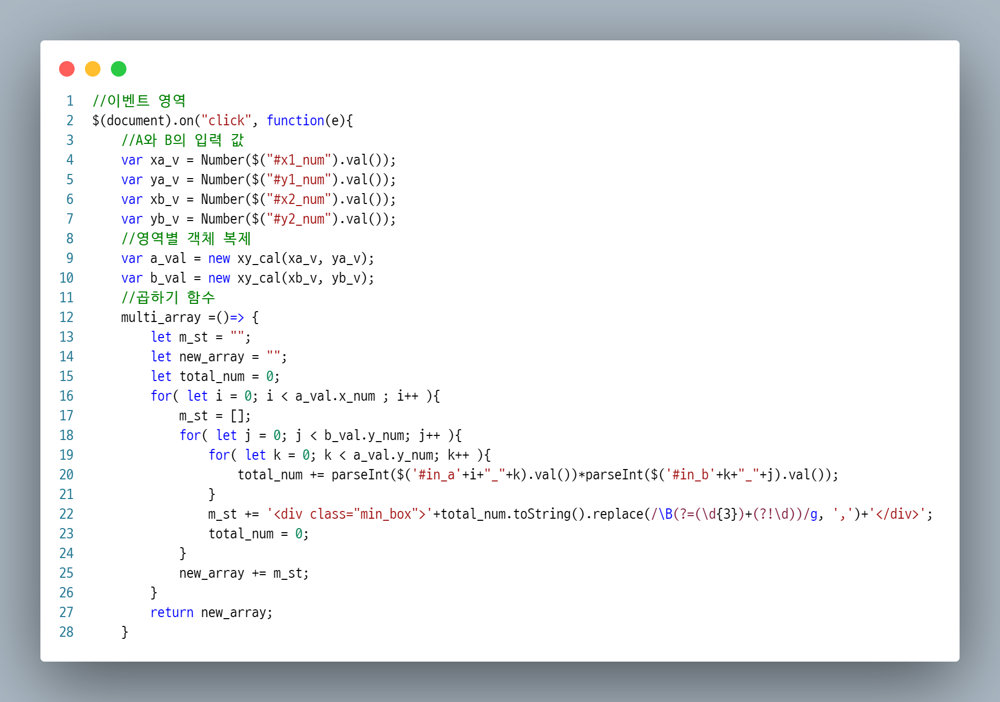 1 //이벤트 영역
2 $(document).on("click", function(e){
3     //A와 B의 입력 값
4     var xa_v = Number($("#x1_num").val());
5     var ya_v = Number($("#y1_num").val());
6     var xb_v = Number($("#x2_num").val());
7     var yb_v = Number($("#y2_num").val());
8     //영역별 객체 복제
9     var a_val = new xy_cal(xa_v, ya_v);
10     var b_val = new xy_cal(xb_v, yb_v);
11     //곱하기 함수
12     multi_array =()=> {
13         let m_st = "";
14         let new_array = "";
15         let total_num = 0;
16         for( let i = 0; i < a_val.x_num ; i++ ){
17             m_st = [];
18             for( let j = 0; j < b_val.y_num; j++ ){
19                 for( let k = 0; k < a_val.y_num; k++ ){
20                     total_num += parseInt($('#in_a'+i+"_"+k).val())*parseInt($('#in_b'+k+"_"+j).val());
21                 }
22                 m_st += '<div class="min_box">'+total_num.toString().replace(/\B(?=(\d{3})+(?!\d))/g, ',')+'</div>';
23                 total_num = 0;
24             }
25             new_array += m_st;
26         }
27         return new_array;
28     }